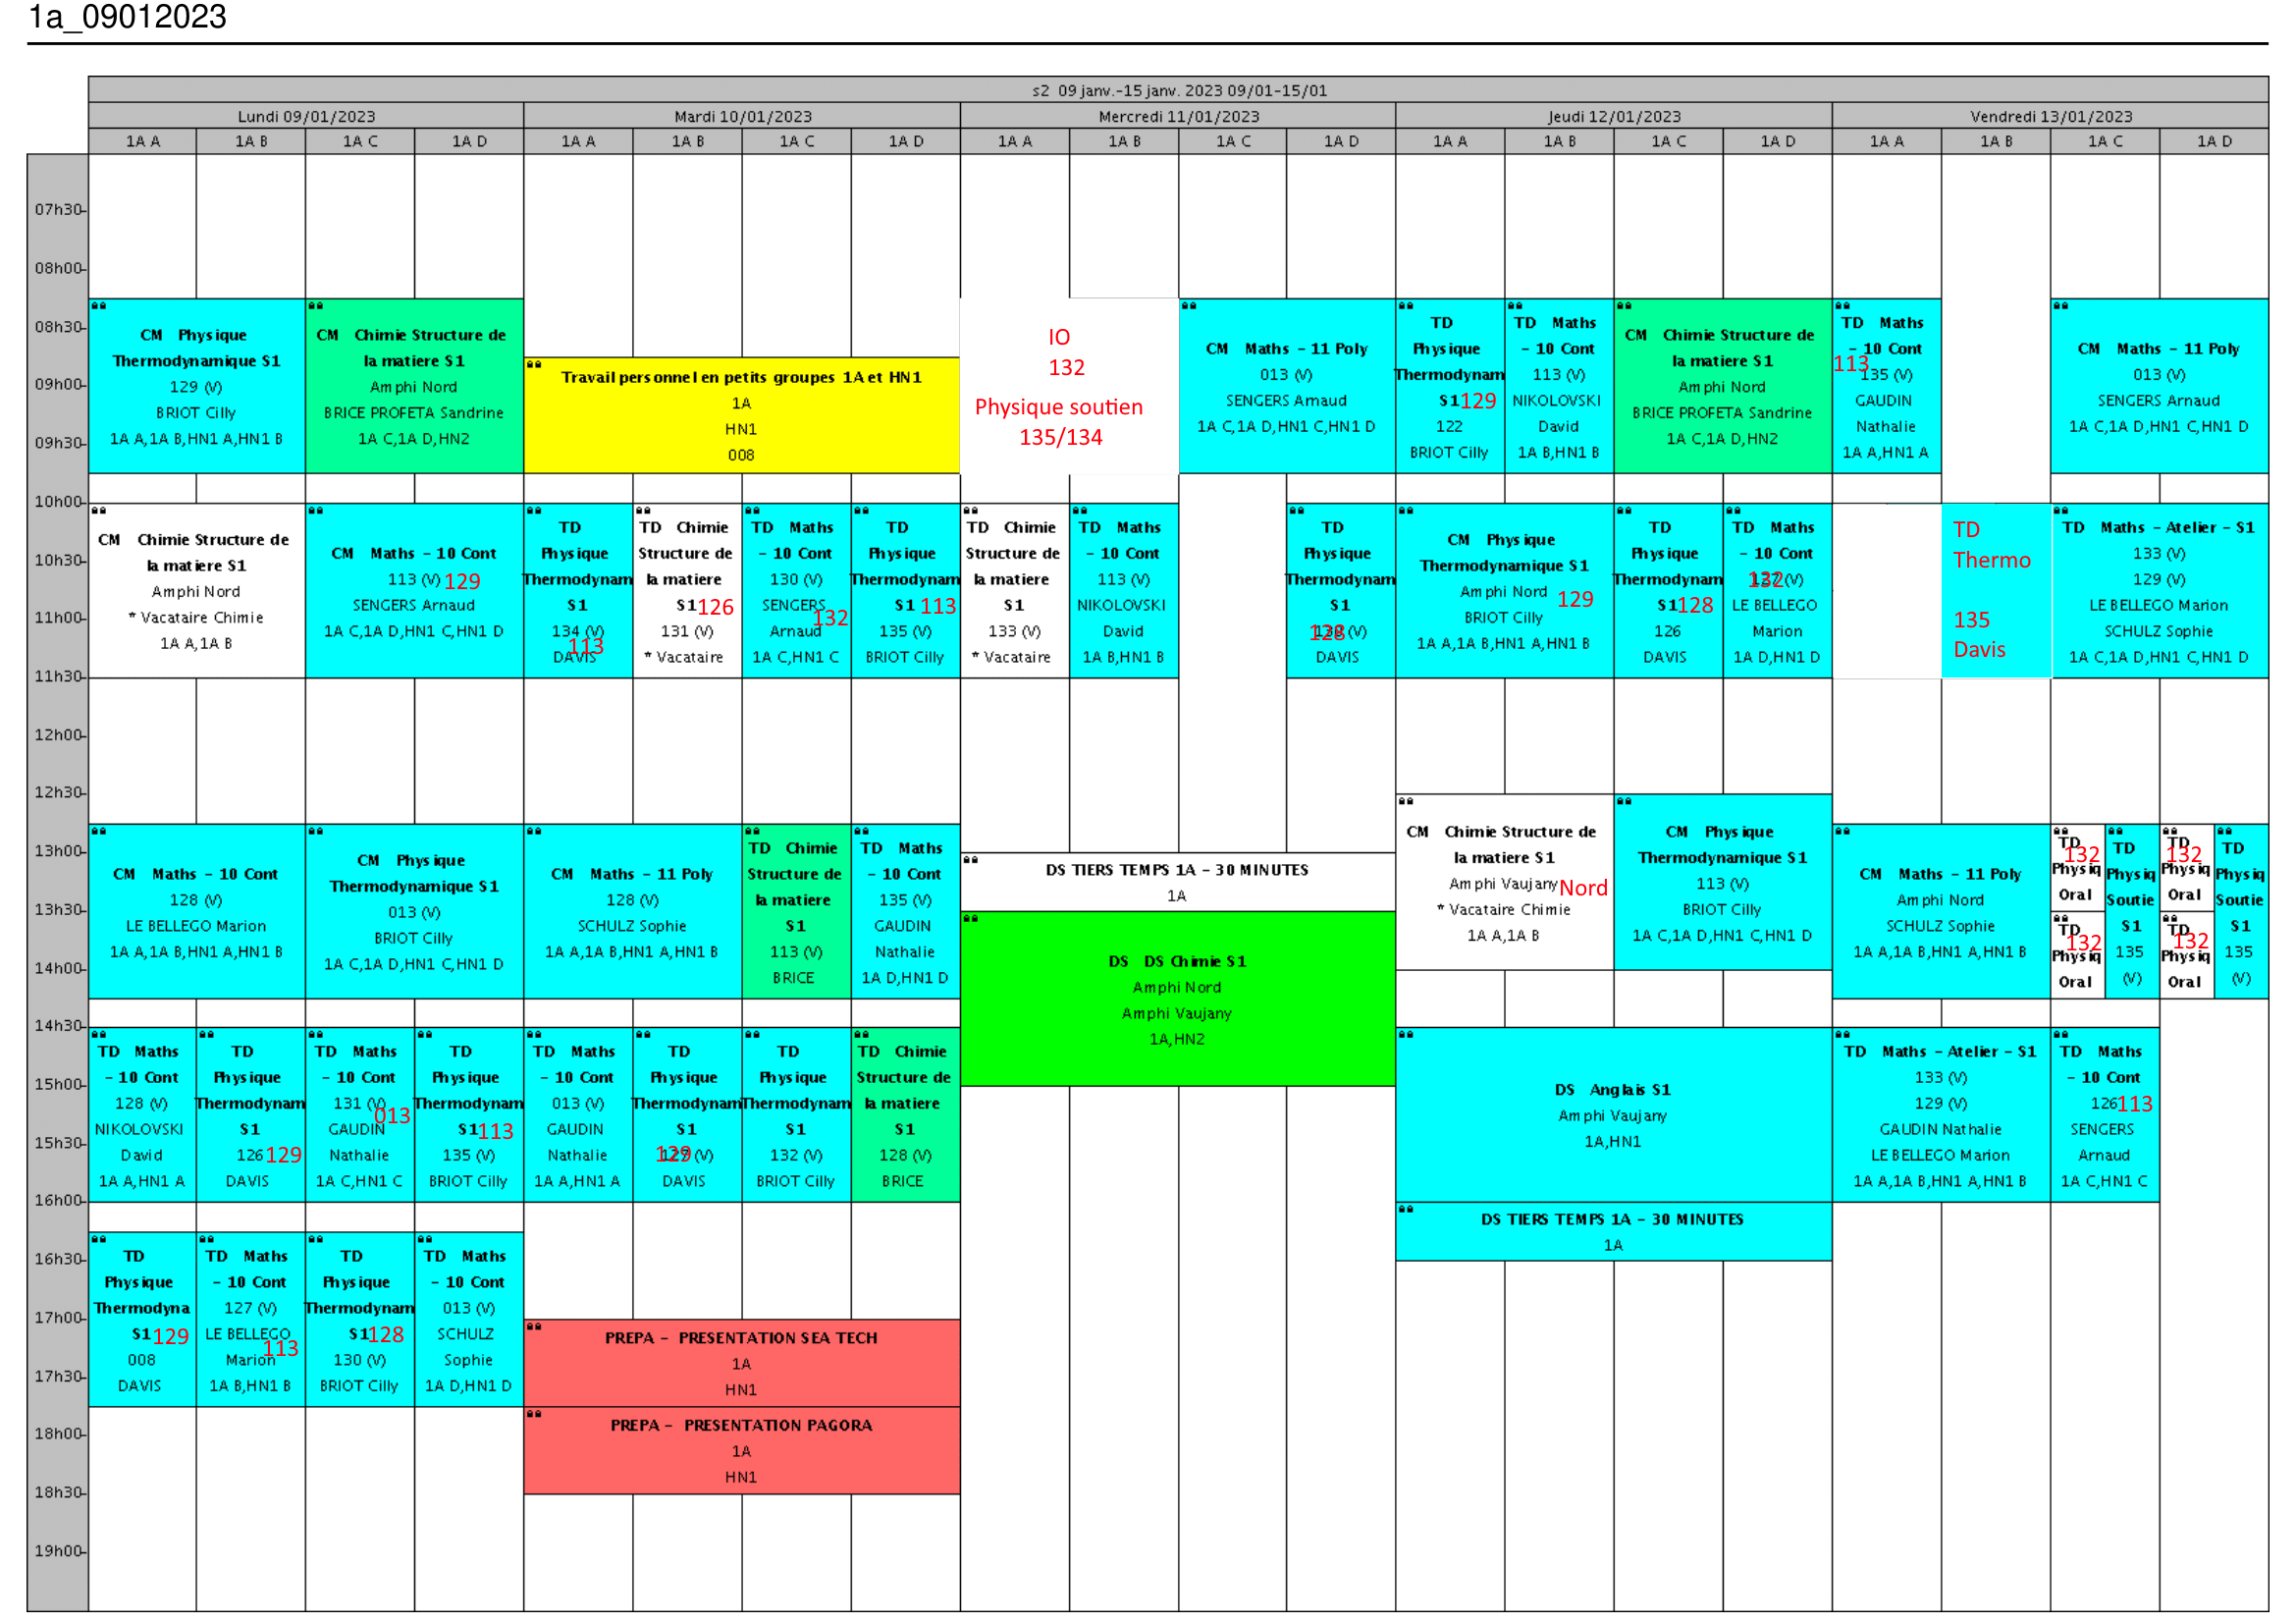 1a_09012023
s2 09 janv.-15 janv. 2023 09/01-15/01
Lundi 09/01/2023
Mardi 10/01/2023
Mercredi 11/01/2023
Jeudi 12/01/2023
Vendredi 13/01/2023
1A A
1A B
1A C
1A D
1A A
1A B
1A C
1A D
1A A
1A B
1A C
1A D
1A A
1A B
1A C
1A D
1A A
1A B
1A C
1A D
07h30
08h00
08h30
09h00
09h30
10h00
10h30
11h00
11h30
12h00
12h30
13h00
13h30
14h00
14h30
15h00
15h30
16h00
16h30
17h00
17h30
18h00
18h30
19h00
CM Physique
Thermodynamique S1
129 (V)
BRIOT Cilly
1A A,1A B,HN1 A,HN1 B
CM Chimie Structure de
la matiere S1
Amphi Nord
BRICE PROFETA Sandrine
1A C,1A D,HN2
Travail personnel en petits groupes 1A et HN1
1A
HN1
008
IO
132
Physique soutien
135/134
CM Maths - 11 Poly
013 (V)
SENGERS Arnaud
1A C,1A D,HN1 C,HN1 D
TD
Physique
Thermodynam
S1 129
122
BRIOT Cilly
TD Maths
- 10 Cont
113 (V)
NIKOLOVSKI
David
1A B,HN1 B
CM Chimie Structure de
la matiere S1
Amphi Nord
BRICE PROFETA Sandrine
1A C,1A D,HN2
TD Maths
- 10 Cont
113
135 (V)
GAUDIN
Nathalie
1A A,HN1 A
CM Maths - 11 Poly
013 (V)
SENGERS Arnaud
1A C,1A D,HN1 C,HN1 D
CM Chimie Structure de
la matiere S1
Amphi Nord
* Vacataire Chimie
1A A,1A B
CM Maths - 10 Cont
113 (V) 129
SENGERS Arnaud
1A C,1A D,HN1 C,HN1 D
TD
Physique
Thermodynam
S1
134 (V)
113
DAVIS
TD Chimie
Structure de
la matiere
S1 126
131 (V)
* Vacataire
TD Maths
- 10 Cont
130 (V)
SENGERS
132
Arnaud
1A C,HN1 C
TD
Physique
Thermodynam
S1 113
135 (V)
BRIOT Cilly
TD Chimie
Structure de
la matiere
S1
133 (V)
* Vacataire
TD Maths
- 10 Cont
113 (V)
NIKOLOVSKI
David
1A B,HN1 B
TD
Physique
Thermodynam
S1
128 (V)
DAVIS
CM Physique
Thermodynamique S1
Amphi Nord 129
BRIOT Cilly
1A A,1A B,HN1 A,HN1 B
TD
Physique
Thermodynam
S1 128
126
DAVIS
TD Maths
- 10 Cont
132 (V)
LE BELLEGO
Marion
1A D,HN1 D
TD
Thermo
135
Davis
TD Maths - Atelier - S1
133 (V)
129 (V)
LE BELLEGO Marion
SCHULZ Sophie
1A C,1A D,HN1 C,HN1 D
CM Maths - 10 Cont
128 (V)
LE BELLEGO Marion
1A A,1A B,HN1 A,HN1 B
CM Physique
Thermodynamique S1
013 (V)
BRIOT Cilly
1A C,1A D,HN1 C,HN1 D
CM Maths - 11 Poly
128 (V)
SCHULZ Sophie
1A A,1A B,HN1 A,HN1 B
TD Chimie
Structure de
la matiere
S1
113 (V)
BRICE
TD Maths
- 10 Cont
135 (V)
GAUDIN
Nathalie
1A D,HN1 D
DS TIERS TEMPS 1A - 30 MINUTES
1A
DS DS Chimie S1
Amphi Nord
Amphi Vaujany
1A,HN2
CM Chimie Structure de
la matiere S1
Amphi Vaujany Nord
* Vacataire Chimie
1A A,1A B
CM Physique
Thermodynamique S1
113 (V)
BRIOT Cilly
1A C,1A D,HN1 C,HN1 D
CM Maths - 11 Poly
Amphi Nord
SCHULZ Sophie
1A A,1A B,HN1 A,HN1 B
TD
132
Physiq
Oral
TD
132
Physiq
Oral
TD
Physiq
Soutie
S1
135
(V)
TD
132
Physiq
Oral
TD
132
Physiq
Oral
TD
Physiq
Soutie
S1
135
(V)
TD Maths
- 10 Cont
128 (V)
NIKOLOVSKI
David
1A A,HN1 A
TD
Physique
Thermodynam
S1
126 129
DAVIS
TD Maths
- 10 Cont
131 (V)
013
GAUDIN
Nathalie
1A C,HN1 C
TD
Physique
Thermodynam
S1 113
135 (V)
BRIOT Cilly
TD Maths
- 10 Cont
013 (V)
GAUDIN
Nathalie
1A A,HN1 A
TD
Physique
Thermodynam
S1
129 (V)
DAVIS
TD
Physique
Thermodynam
S1
132 (V)
BRIOT Cilly
TD Chimie
Structure de
la matiere
S1
128 (V)
BRICE
DS Anglais S1
Amphi Vaujany
1A,HN1
TD Maths - Atelier - S1
133 (V)
129 (V)
GAUDIN Nathalie
LE BELLEGO Marion
1A A,1A B,HN1 A,HN1 B
TD Maths
- 10 Cont
126 113
SENGERS
Arnaud
1A C,HN1 C
DS TIERS TEMPS 1A - 30 MINUTES
1A
TD
Physique
Thermodyna
S1 129
008
DAVIS
TD Maths
- 10 Cont
127 (V)
LE BELLEGO
113
Marion
1A B,HN1 B
TD
Physique
Thermodynam
S1 128
130 (V)
BRIOT Cilly
TD Maths
- 10 Cont
013 (V)
SCHULZ
Sophie
1A D,HN1 D
PREPA - PRESENTATION SEA TECH
1A
HN1
PREPA - PRESENTATION PAGORA
1A
HN1